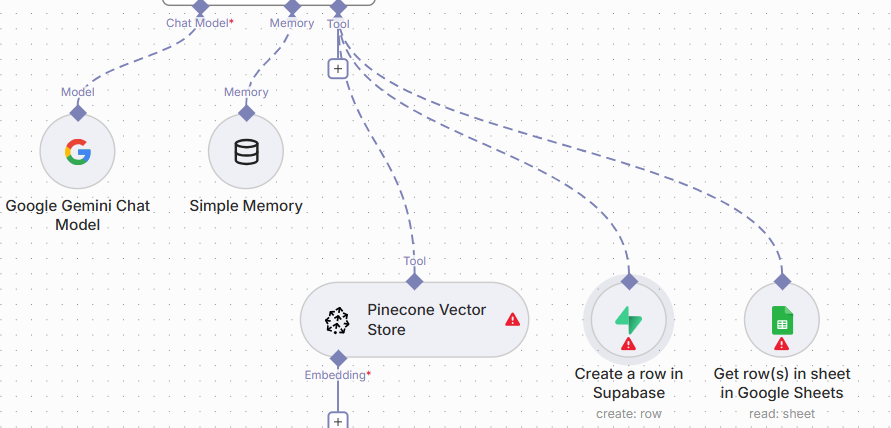 Chat Model*
Memory
Tool
+
Model
Memory
Google Gemini Chat
Model
Simple Memory
Tool
Pinecone Vector
Store
Embedding*
+
Create a row in
Supabase
create: row
Get row(s) in sheet
in Google Sheets
read: sheet